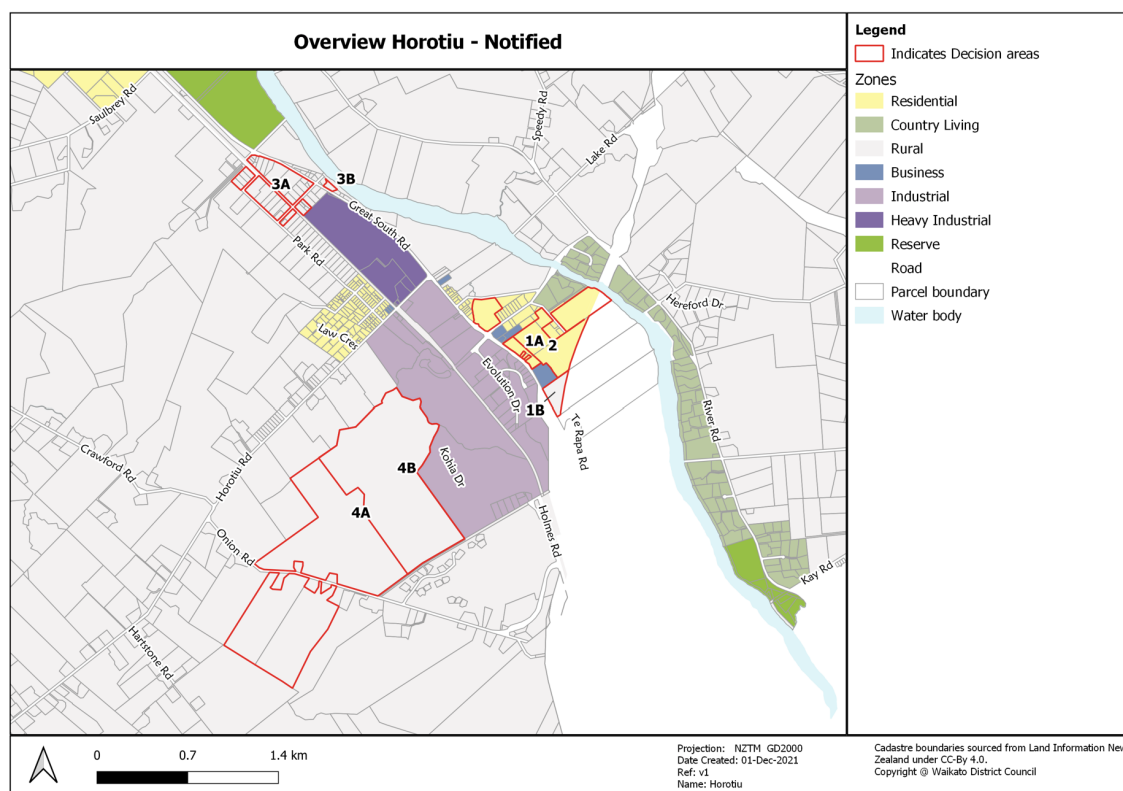 Overview Horotiu - Notified
Legend
Indicates Decision areas
Zones
Residential
Country Living
Rural
Business
Industrial
Heavy Industrial
Reserve
Road
Parcel boundary
Water body
Saulbrey Rd
Speedy Rd
Lake Rd
3A
3B
Great South Rd
Park Rd
Hereford Dr
Law Cres
1A
2
Evolution Dr
1B
Te Rapa Rd
River Rd
Crawford Rd
Horotiu Rd
4B
Kohia Dr
4A
Onion Rd
Holmes Rd
Kay Rd
Hartstone Rd
0
0.7
1.4 km
Projection: NZTM GD2000
Date Created: 01-Dec-2021
Ref: v1
Name: Horotiu
Cadastre boundaries sourced from Land Information New
Zealand under CC-By 4.0.
Copyright @ Waikato District Council